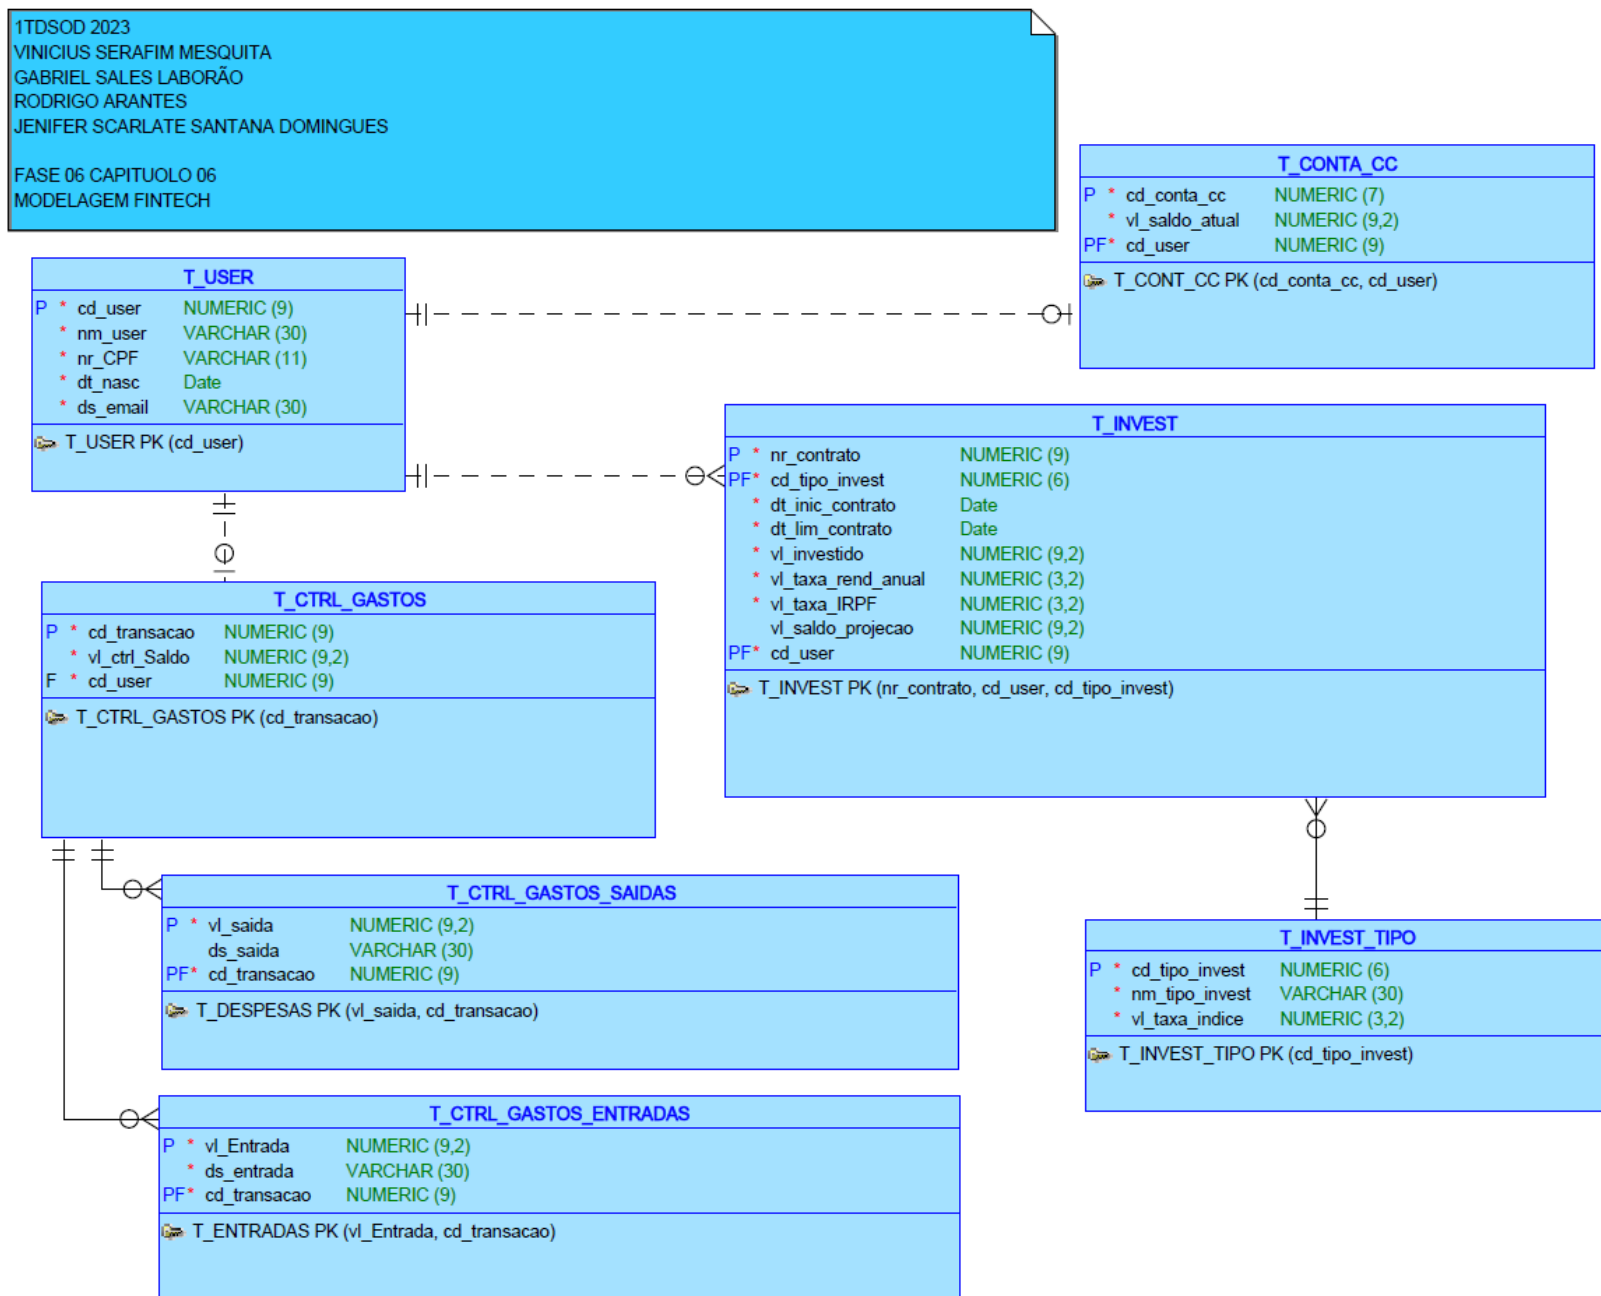 1TDSOD 2023
VINICIUS SERAFIM MESQUITA
GABRIEL SALES LABORÃO
RODRIGO ARANTES
JENIFER SCARLATE SANTANA DOMINGUES
FASE 06 CAPITUOLO 06
MODELAGEM FINTECH
T_CONTA_CC
P * cd_conta_cc NUMERIC (7)
* vl_saldo_atual NUMERIC (9,2)
PF* cd_user NUMERIC (9)
T_CONT_CC PK (cd_conta_cc, cd_user)
T_USER
P * cd_user NUMERIC (9)
* nm_user VARCHAR (30)
* nr_CPF VARCHAR (11)
* dt_nasc Date
* ds_email VARCHAR (30)
T_USER PK (cd_user)
T_INVEST
P * nr_contrato NUMERIC (9)
PF* cd_tipo_invest NUMERIC (6)
* dt_inic_contrato Date
* dt_lim_contrato Date
* vl_investido NUMERIC (9,2)
* vl_taxa_rend_anual NUMERIC (3,2)
* vl_taxa_IRPF NUMERIC (3,2)
vl_saldo_projecao NUMERIC (9,2)
PF* cd_user NUMERIC (9)
T_INVEST PK (nr_contrato, cd_user, cd_tipo_invest)
T_CTRL_GASTOS
P * cd_transacao NUMERIC (9)
* vl_ctrl_Saldo NUMERIC (9,2)
F * cd_user NUMERIC (9)
T_CTRL_GASTOS PK (cd_transacao)
T_CTRL_GASTOS_SAIDAS
P * vl_saida NUMERIC (9,2)
ds_saida VARCHAR (30)
PF* cd_transacao NUMERIC (9)
T_DESPESAS PK (vl_saida, cd_transacao)
T_INVEST_TIPO
P * cd_tipo_invest NUMERIC (6)
* nm_tipo_invest VARCHAR (30)
* vl_taxa_indice NUMERIC (3,2)
T_INVEST_TIPO PK (cd_tipo_invest)
T_CTRL_GASTOS_ENTRADAS
P * vl_Entrada NUMERIC (9,2)
* ds_entrada VARCHAR (30)
PF* cd_transacao NUMERIC (9)
T_ENTRADAS PK (vl_Entrada, cd_transacao)